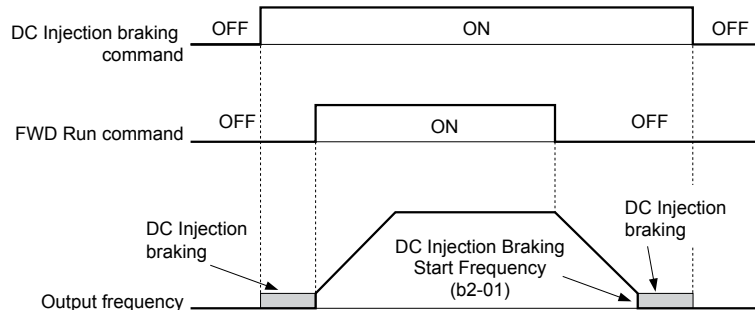 DC Injection braking
command
OFF
ON
OFF
FWD Run command
OFF
ON
OFF
DC Injection
braking
DC Injection Braking
Start Frequency
(b2-01)
DC Injection
braking
Output frequency